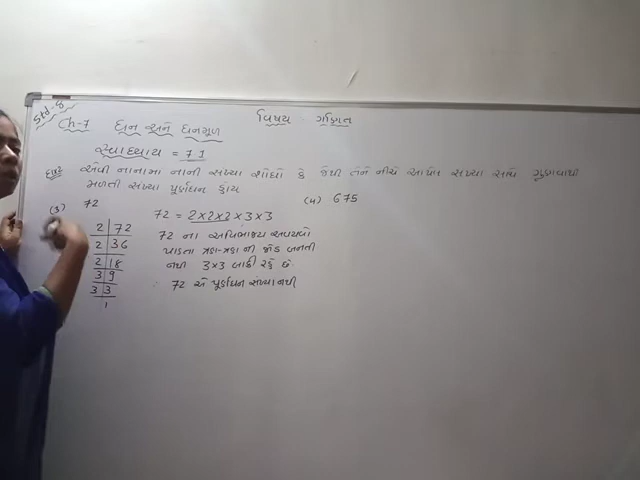 Std-8
વિષય : ગણિત
Ch-7 ઘન અને ઘનમૂળ
સ્વાધ્યાય = 7.1
દાખલો એવી નાનામા નાની સંખ્યા શોધો કે જેથી તેને નીચે આપેલ સંખ્યા સાથે ગુણવાથી
મળતી સંખ્યા પૂર્ણઘન હોય
(3) 72
(4) 675
72 = 2×2×2×3×3
2 | 72
2 | 36
2 | 18
3 | 9
3 | 3
1
72 ના અવિભાજ્ય અવયવો
પાડતા ત્રણ-ત્રણ ની જોડ બનતી
નથી 3×3 બાકી રહે છે
∴ 72 એ પૂર્ણઘન સંખ્યા નથી